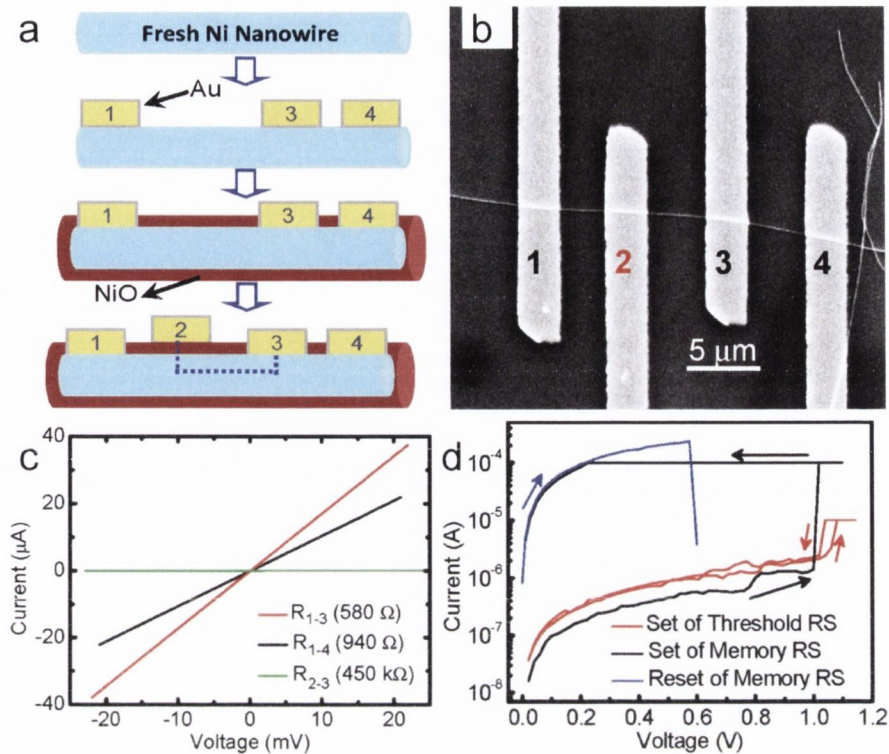 a
Fresh Ni Nanowire
Au
1 3 4
1 3 4
NiO
2
1 3 4
b
1 2 3 4
5 μm
c
Current (μA)
40
20
0
-20
-40
R1-3 (580 Ω)
R1-4 (940 Ω)
R2-3 (450 kΩ)
-20 -10 0 10 20
Voltage (mV)
d
Current (A)
10-4
10-5
10-6
10-7
10-8
Set of Threshold RS
Set of Memory RS
Reset of Memory RS
0.0 0.2 0.4 0.6 0.8 1.0 1.2
Voltage (V)